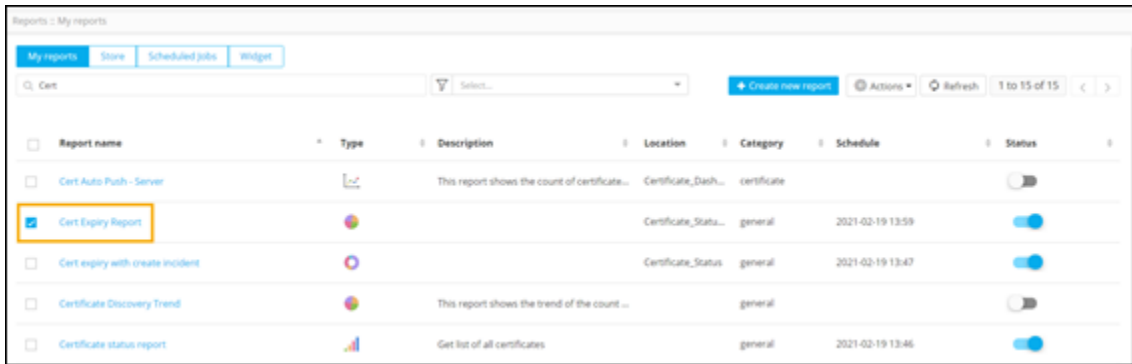 Reports :: My reports
My reports Store Scheduled Jobs Widget
Cert Select... + Create new report Actions Refresh 1 to 15 of 15
Report name Type Description Location Category Schedule Status
Cert Auto Push - Server This report shows the count of certificate... Certificate_Dash... certificate
Cert Expiry Report Certificate_Statu... general 2021-02-19 13:59
Cert expiry with create incident Certificate_Status general 2021-02-19 13:47
Certificate Discovery Trend This report shows the trend of the count ... general
Certificate status report Get list of all certificates general 2021-02-19 13:46